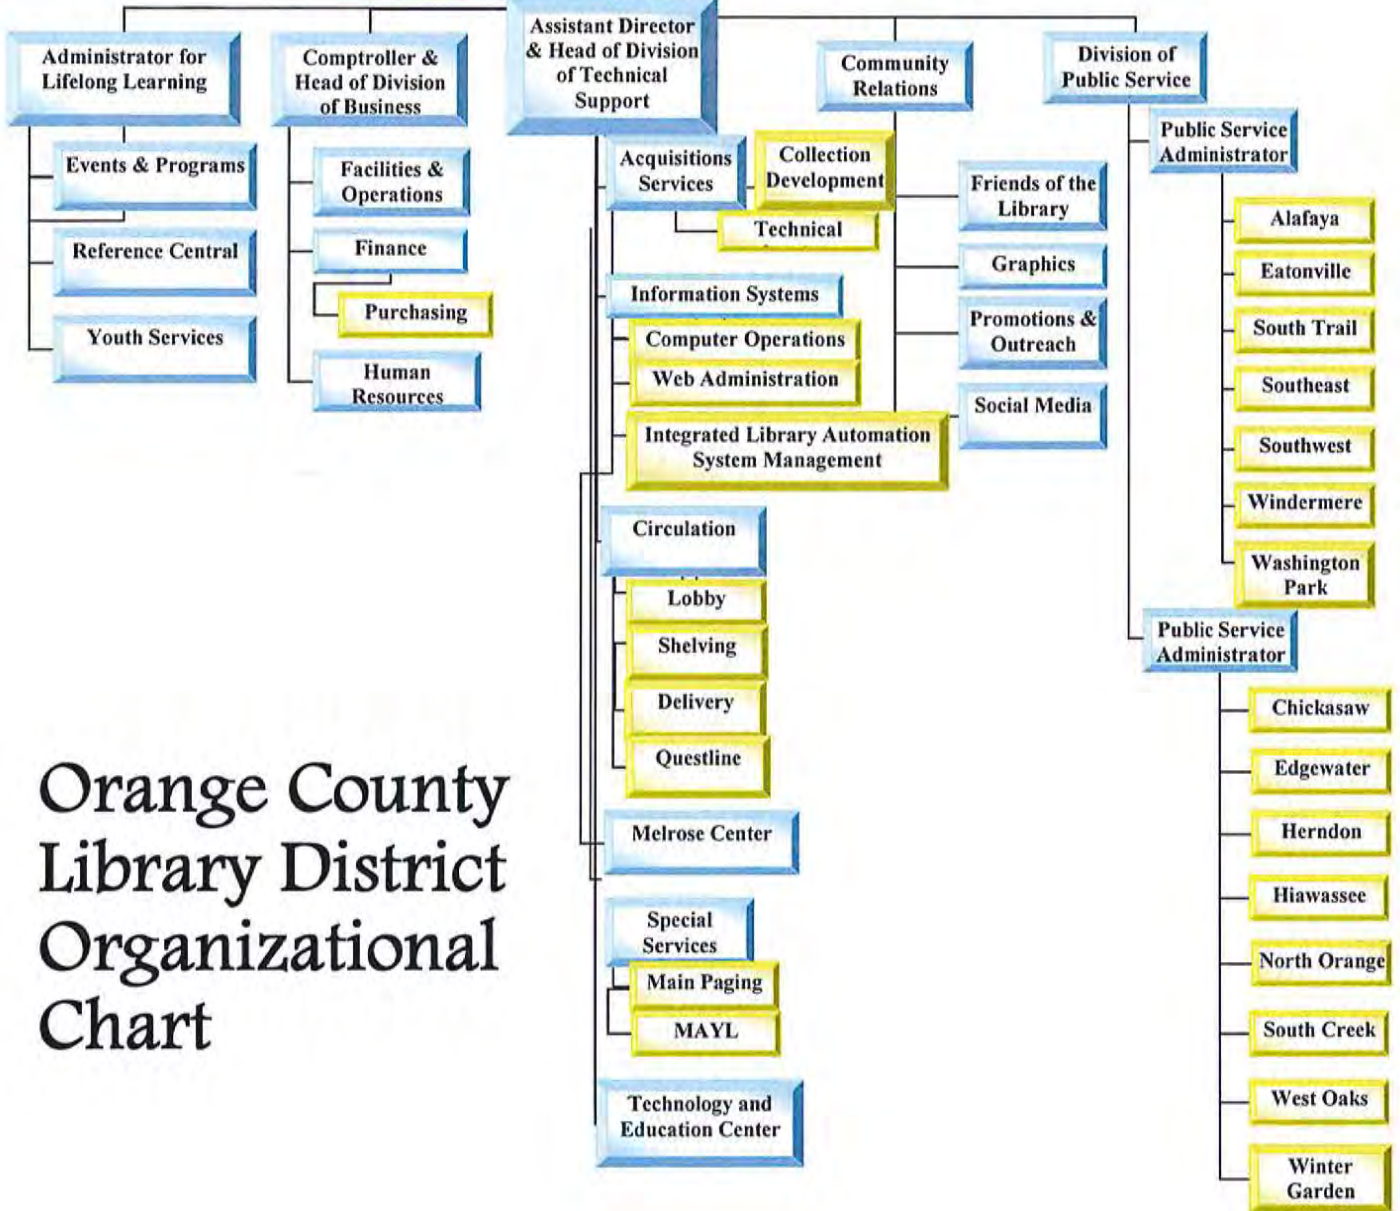 Administrator for
Lifelong Learning
Events & Programs
Reference Central
Youth Services
Comptroller &
Head of Division
of Business
Facilities &
Operations
Finance
Purchasing
Human
Resources
Assistant Director
& Head of Division
of Technical
Support
Acquisitions
Services
Collection
Development
Technical
Information Systems
Computer Operations
Web Administration
Integrated Library Automation
System Management
Circulation
Lobby
Shelving
Delivery
Questline
Melrose Center
Special
Services
Main Paging
MAYL
Technology and
Education Center
Community
Relations
Friends of the
Library
Graphics
Promotions &
Outreach
Social Media
Division of
Public Service
Public Service
Administrator
Alafaya
Eatonville
South Trail
Southeast
Southwest
Windermere
Washington
Park
Public Service
Administrator
Chickasaw
Edgewater
Herndon
Hiawassee
North Orange
South Creek
West Oaks
Winter
Garden
Orange County
Library District
Organizational
Chart